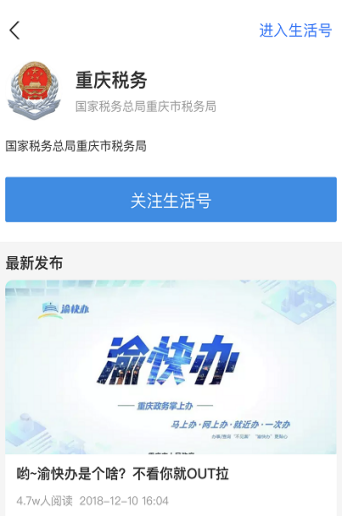 进入生活号
重庆税务
国家税务总局重庆市税务局
国家税务总局重庆市税务局
关注生活号
最新发布
渝快办
渝快办
重庆政务掌上办
马上办·网上办·就近办·一次办
哟~渝快办是个啥？不看你就OUT拉
4.7w人阅读 2018-12-10 16:04